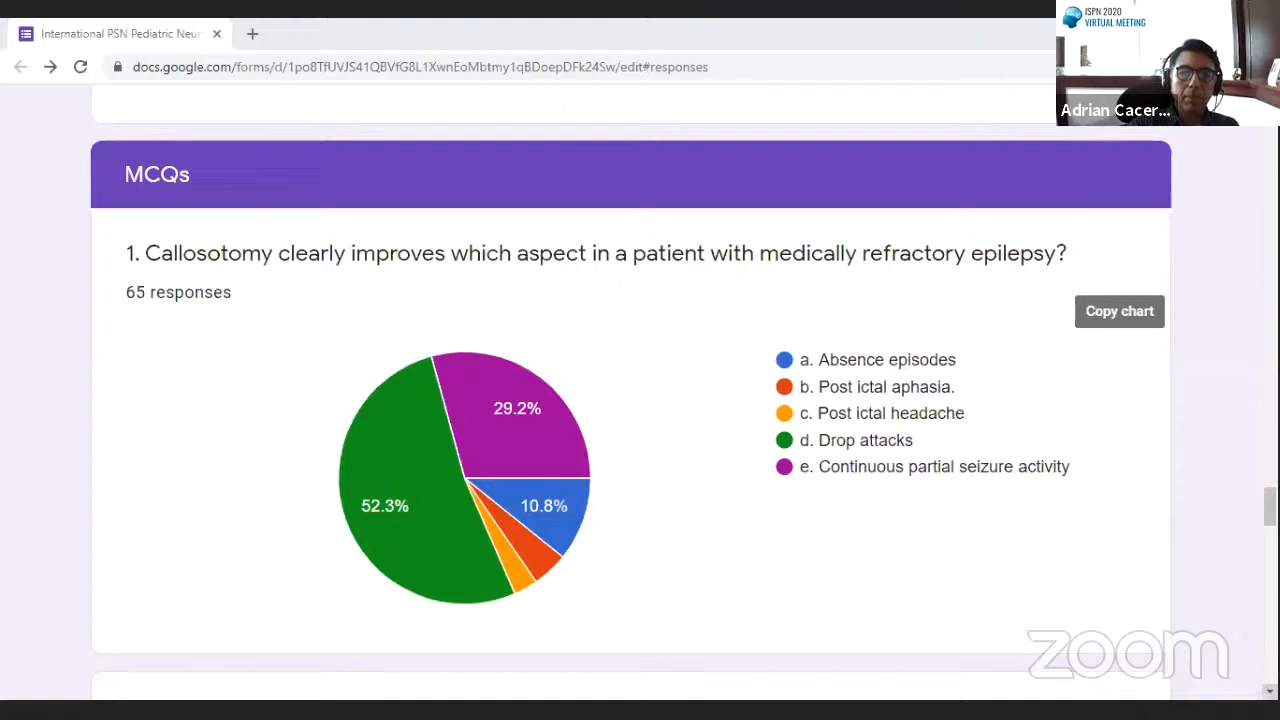 International PSN Pediatric Neu
ISPN 2020
VIRTUAL MEETING
docs.google.com/forms/d/1po8TfUVJS41QBVfG8L1XwnEoMbtmy1qBDoepDFk24Sw/edit#responses
Adrian Cacer...
MCQs
1. Callosotomy clearly improves which aspect in a patient with medically refractory epilepsy?
65 responses
Copy chart
29.2%
52.3%
10.8%
a. Absence episodes
b. Post ictal aphasia.
c. Post ictal headache
d. Drop attacks
e. Continuous partial seizure activity
zoom